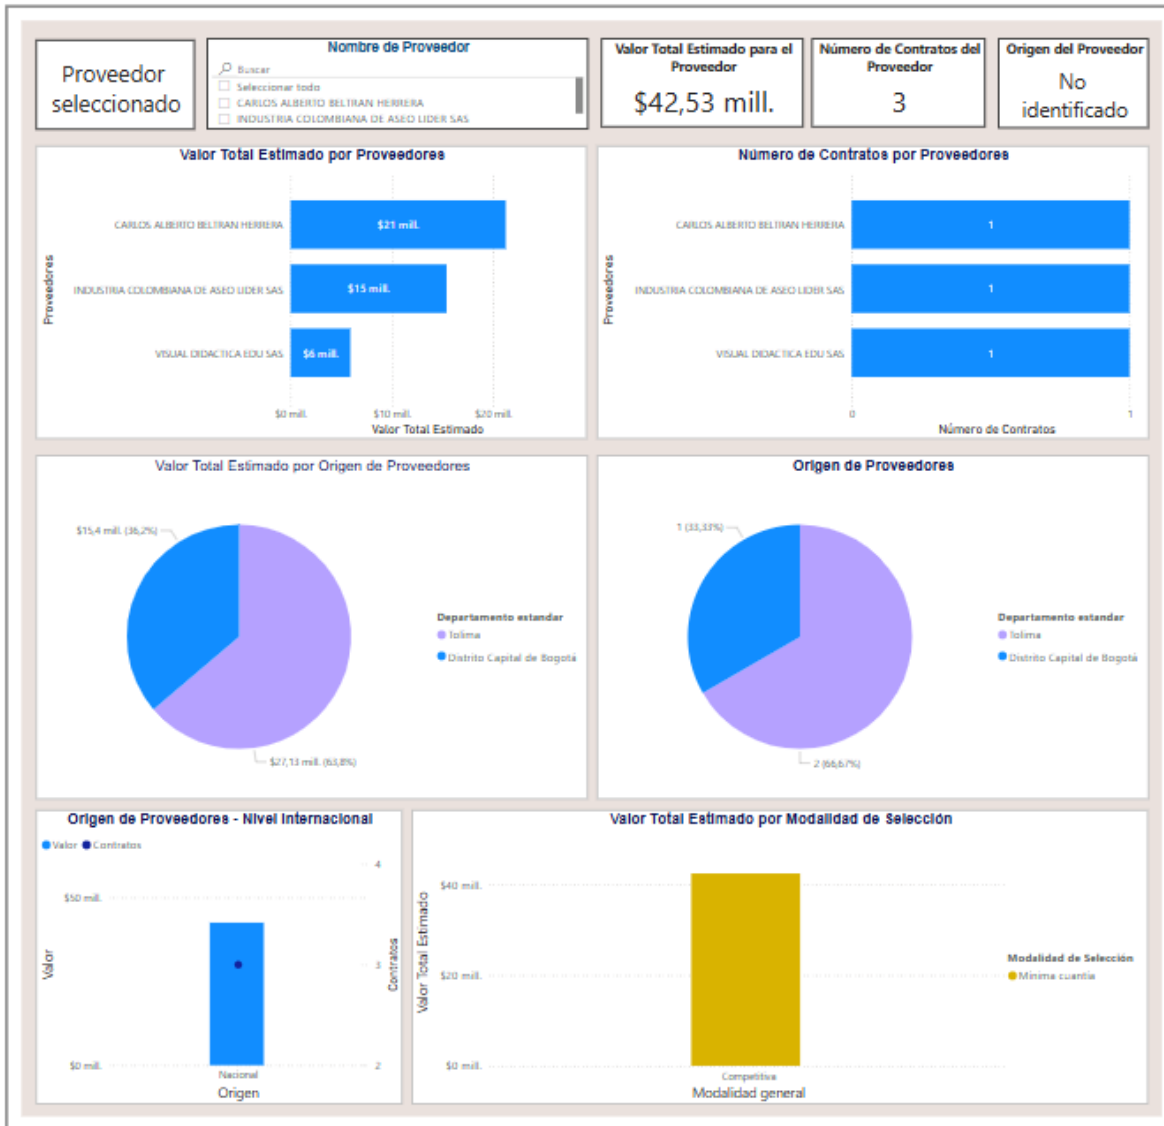 Proveedor
seleccionado
Nombre de Proveedor
Buscar
Seleccionar todo
CARLOS ALBERTO BELTRAN HERRERA
INDUSTRIA COLOMBIANA DE ASEO LIDER SAS
Valor Total Estimado para el
Proveedor
$42,53 mill.
Número de Contratos del
Proveedor
3
Origen del Proveedor
No
identificado
Valor Total Estimado por Proveedores
Proveedores
CARLOS ALBERTO BELTRAN HERRERA
$21 mill.
INDUSTRIA COLOMBIANA DE ASEO LIDER SAS
$15 mill.
VISUAL DIDACTICA EDU SAS
$6 mill.
$0 mill. $10 mill. $20 mill.
Valor Total Estimado
Número de Contratos por Proveedores
Proveedores
CARLOS ALBERTO BELTRAN HERRERA
1
INDUSTRIA COLOMBIANA DE ASEO LIDER SAS
1
VISUAL DIDACTICA EDU SAS
1
0 1
Número de Contratos
Valor Total Estimado por Origen de Proveedores
$15,4 mill. (36,2%)
$27,13 mill. (63,8%)
Departamento estandar
Tolima
Distrito Capital de Bogotá
Origen de Proveedores
1 (33,33%)
2 (66,67%)
Departamento estandar
Tolima
Distrito Capital de Bogotá
Origen de Proveedores - Nivel Internacional
Valor Contratos
4
$50 mill.
Valor
3
Contratos
$0 mill.
2
Nacional
Origen
Valor Total Estimado por Modalidad de Selección
Valor Total Estimado
$40 mill.
$20 mill.
$0 mill.
Competitiva
Modalidad general
Modalidad de Selección
Mínima cuantía